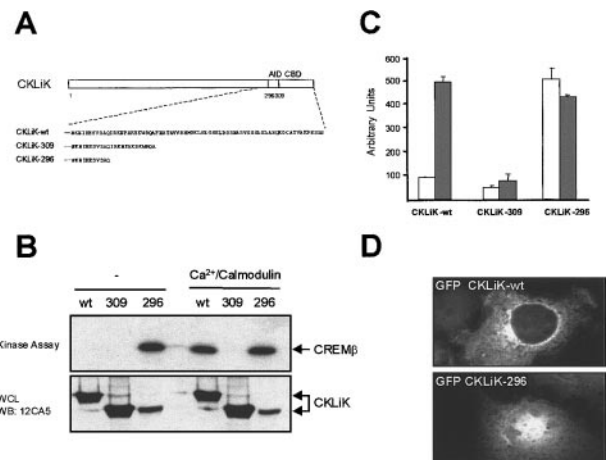 A
AID CBD
CKLiK
1
296 309
CKLiK-wt
CKLiK-309
CKLiK-296
B
- Ca2+/Calmodulin
wt 309 296 wt 309 296
Kinase Assay
CREMβ
WCL
WB: 12CA5
CKLiK
C
Arbitrary Units
600
500
400
300
200
100
CKLiK-wt CKLiK-309 CKLiK-296
D
GFP CKLiK-wt
GFP CKLiK-296